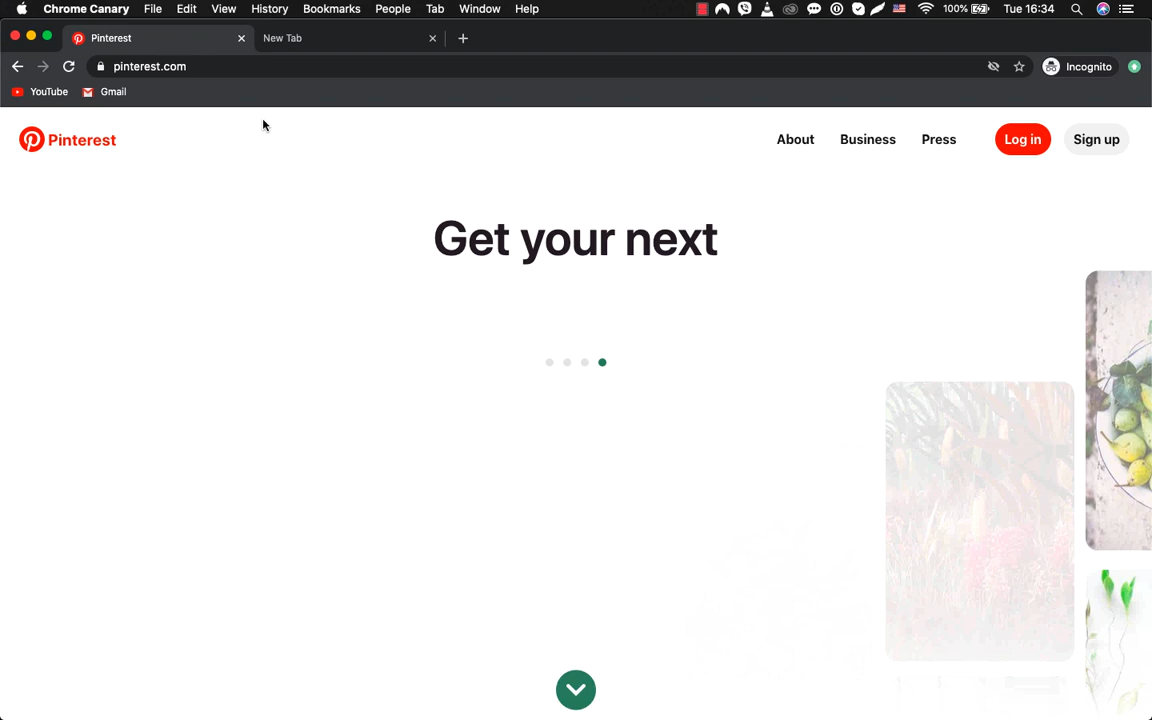 Chrome Canary File Edit View History Bookmarks People Tab Window Help 100% Tue 16:34
Pinterest New Tab
pinterest.com Incognito
YouTube Gmail
Pinterest About Business Press Log in Sign up
Get your next